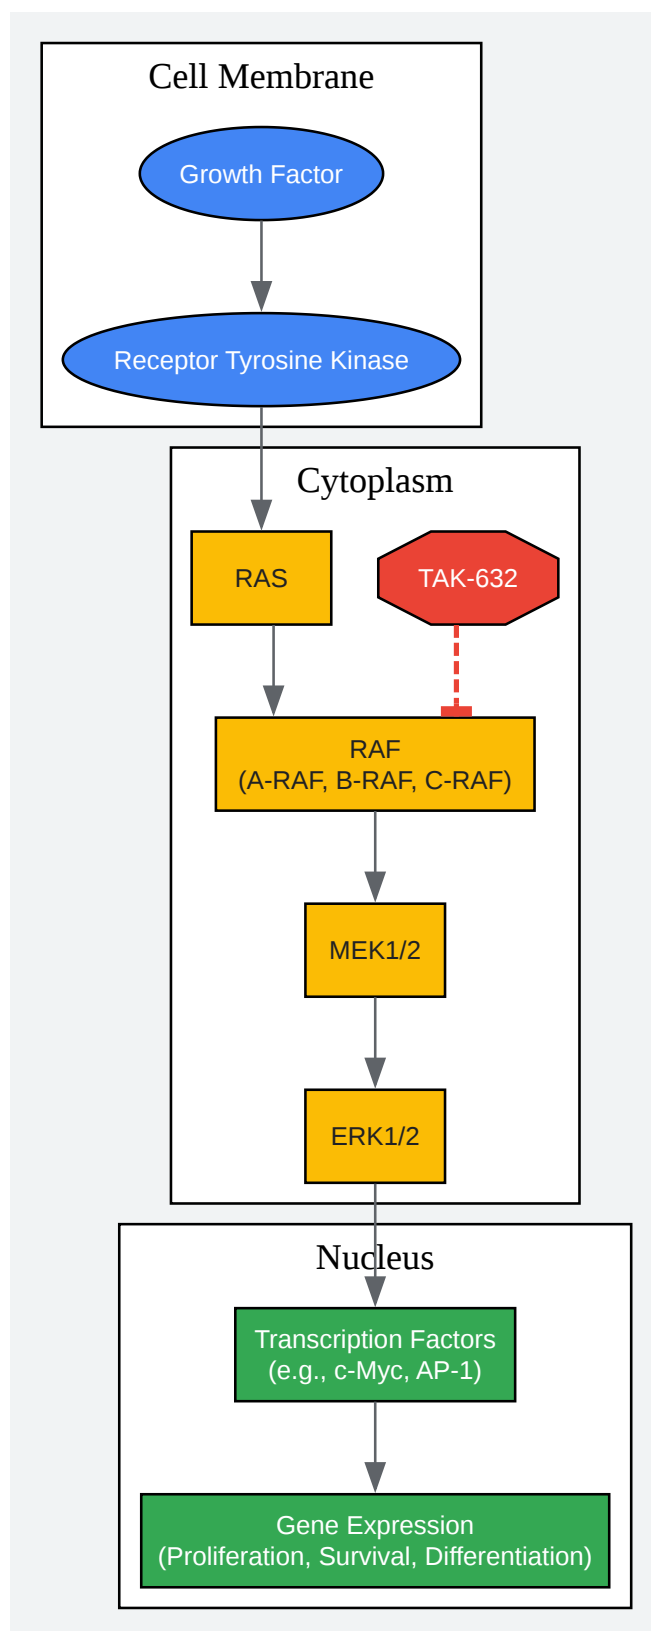 Cell Membrane
Growth Factor
Receptor Tyrosine Kinase
Cytoplasm
RAS
TAK-632
RAF
(A-RAF, B-RAF, C-RAF)
MEK1/2
ERK1/2
Nucleus
Transcription Factors
(e.g., c-Myc, AP-1)
Gene Expression
(Proliferation, Survival, Differentiation)